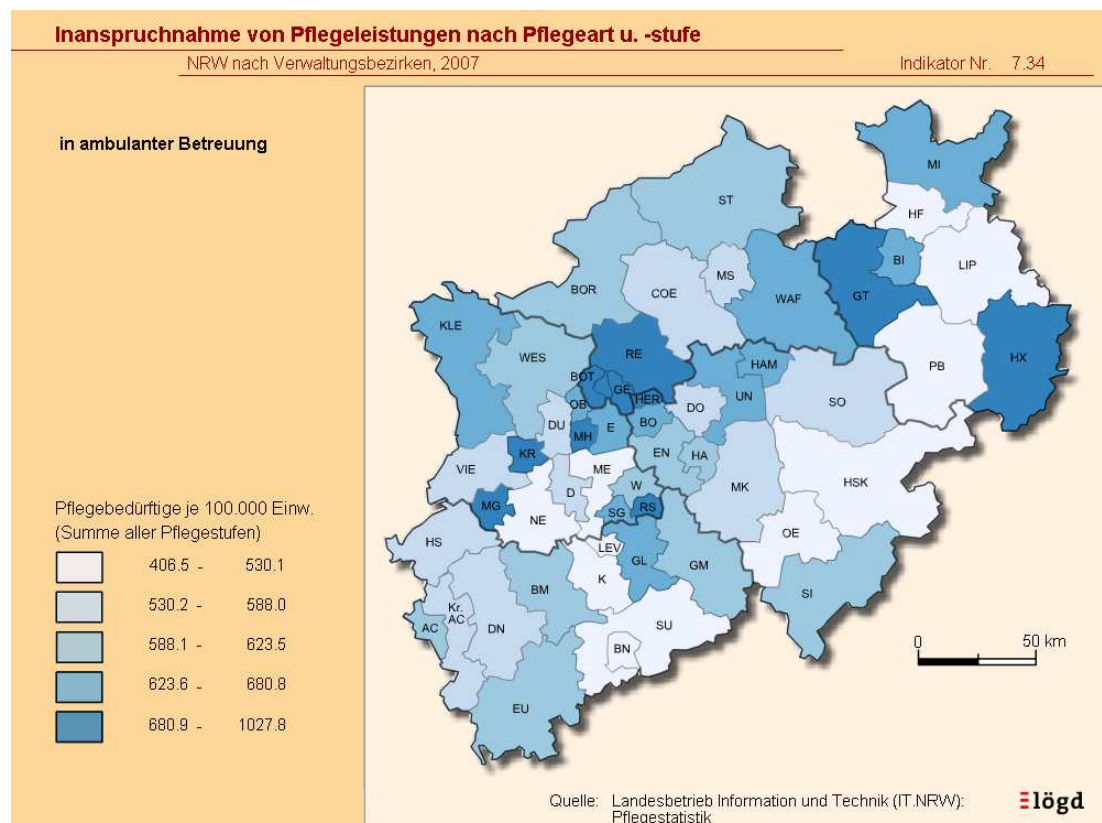 Inanspruchnahme von Pflegeleistungen nach Pflegeart u. -stufe
NRW nach Verwaltungsbezirken, 2007 Indikator Nr. 7.34
in ambulanter Betreuung
Pflegebedürftige je 100.000 Einw.
(Summe aller Pflegestufen)
406.5 - 530.1
530.2 - 588.0
588.1 - 623.5
623.6 - 680.8
680.9 - 1027.8
MI
ST
HF
BI
LIP
MS
BOR
COE
WAF
GT
KLE
RE
WES
HX
HAM
PB
BOT
GE
HER
UN
OB
DO
SO
DU
MH
E
BO
KR
EN
HA
VIE
ME
HSK
W
MK
D
MG
SG
RS
NE
OE
HS
LEV
GL
GM
K
BM
SI
Kr.
AC
AC
DN
SU
BN
EU
0 50 km
Quelle: Landesbetrieb Information und Technik (IT.NRW):
Pflegestatistik
lögd